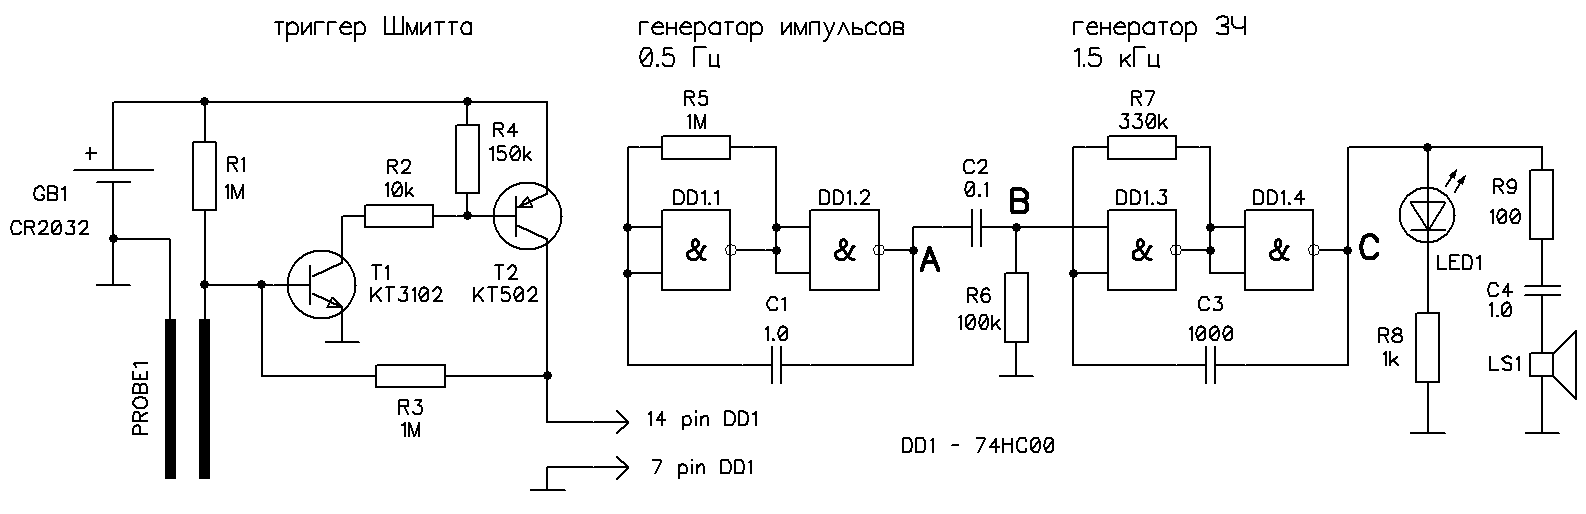 триггер Шмитта
генератор импульсов
0.5 Гц
генератор ЗЧ
1.5 кГц
+
GB1
CR2032
R1
1M
R2
10k
R4
150k
T1
KT3102
T2
KT502
R3
1M
PROBE1
14 pin DD1
7 pin DD1
R5
1M
DD1.1
&
DD1.2
&
A
C1
1.0
C2
0.1
B
R6
100k
R7
330k
DD1.3
&
DD1.4
&
C
C3
1000
DD1 - 74HC00
LED1
R8
1k
R9
100
C4
1.0
LS1